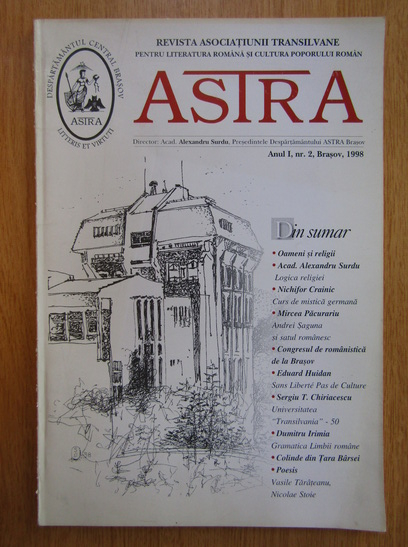 DESPĂRȚĂMÂNTUL CENTRAL BRAȘOV
ASTRA
LITTERIS ET VIRTUTI
REVISTA ASOCIAȚIUNII TRANSILVANE
PENTRU LITERATURA ROMÂNĂ ȘI CULTURA POPORULUI ROMÂN
ASTRA
Director: Acad. Alexandru Surdu, Președintele Despărțământului ASTRA Brașov
Anul I, nr. 2, Brașov, 1998
Din sumar
• Oameni și religii
• Acad. Alexandru Surdu
Logica religiei
• Nichifor Crainic
Curs de mistică germană
• Mircea Păcurariu
Andrei Șaguna
și satul românesc
• Congresul de românistică
de la Brașov
• Eduard Huidan
Sans Liberté Pas de Culture
• Sergiu T. Chiriacescu
Universitatea
"Transilvania" - 50
• Dumitru Irimia
Gramatica Limbii române
• Colinde din Țara Bârsei
• Poesis
Vasile Tărâțeanu,
Nicolae Stoie